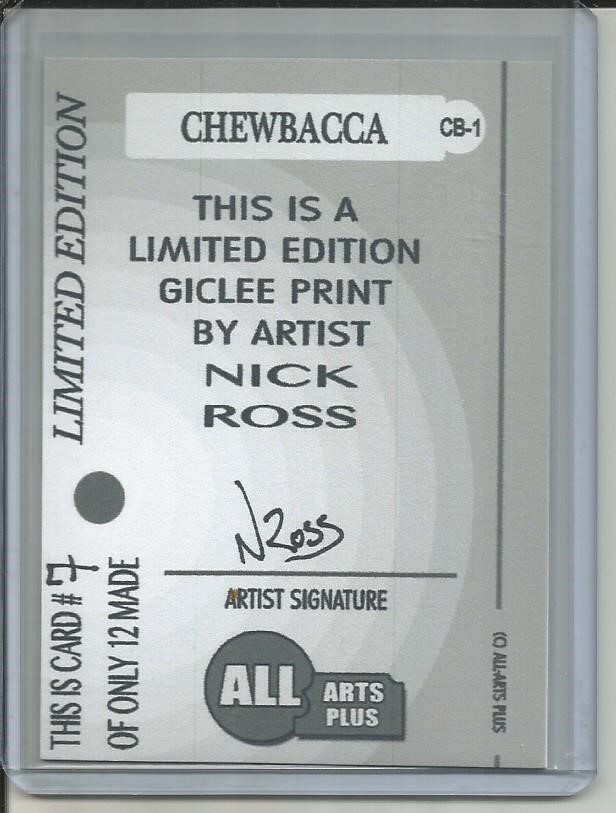 CHEWBACCA
CB-1
THIS IS A
LIMITED EDITION
GICLEE PRINT
BY ARTIST
NICK
ROSS
NRoss
ARTIST SIGNATURE
ALL
ARTS
PLUS
LIMITED EDITION
THIS IS CARD # 7
OF ONLY 12 MADE
(C) ALL-ARTS PLUS